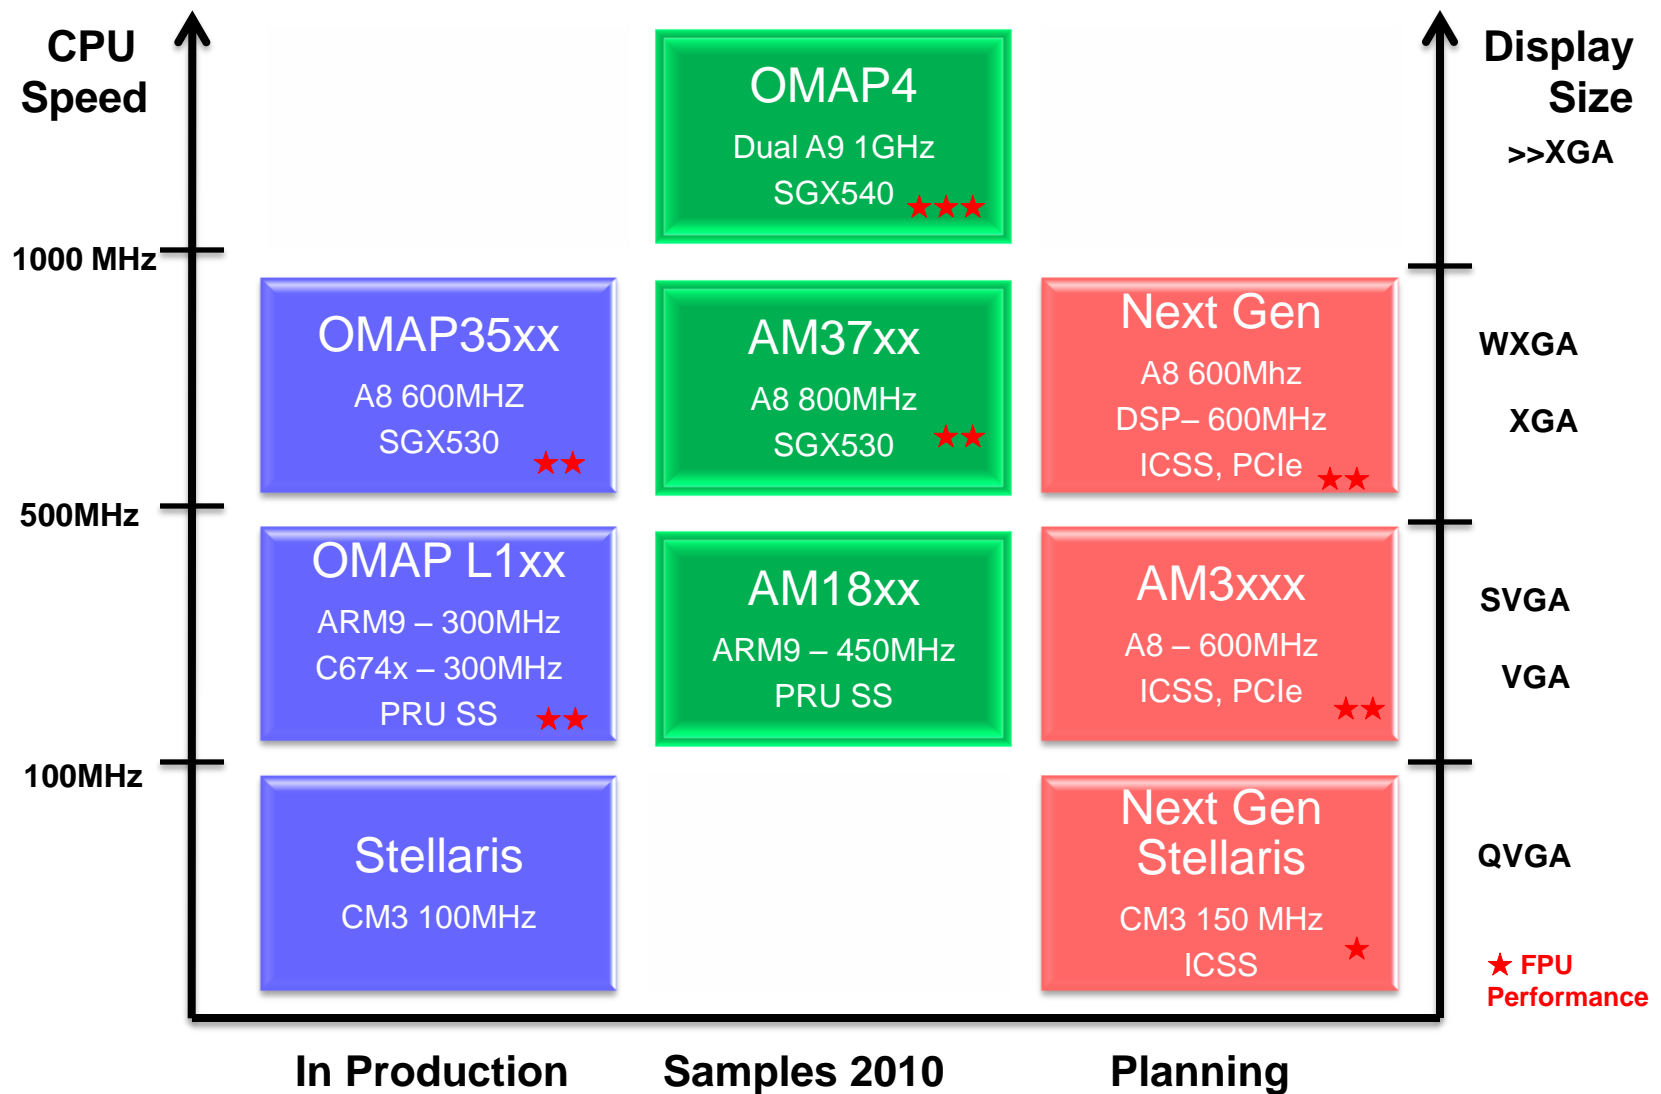 CPU
Speed
Display
Size
>>XGA
OMAP4
Dual A9 1GHz
SGX540
1000 MHz
OMAP35xx
A8 600MHZ
SGX530
AM37xx
A8 800MHz
SGX530
Next Gen
A8 600Mhz
DSP– 600MHz
ICSS, PCIe
WXGA
XGA
500MHz
OMAP L1xx
ARM9 – 300MHz
C674x – 300MHz
PRU SS
AM18xx
ARM9 – 450MHz
PRU SS
AM3xxx
A8 – 600MHz
ICSS, PCIe
SVGA
VGA
100MHz
Stellaris
CM3 100MHz
Next Gen
Stellaris
CM3 150 MHz
ICSS
QVGA
★ FPU
Performance
In Production
Samples 2010
Planning